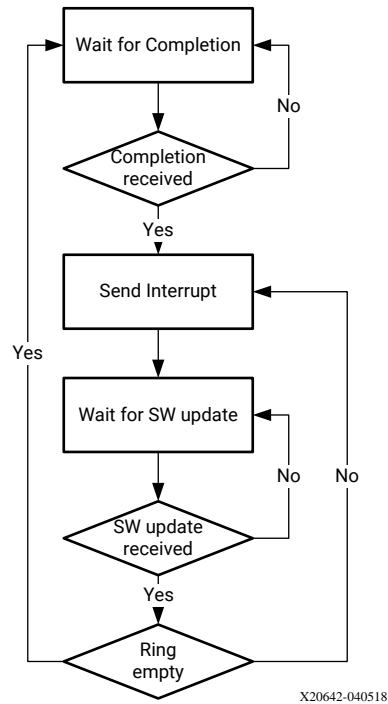 Wait for Completion
No
Completion
received
Yes
Send Interrupt
Yes
Wait for SW update
No
No
SW update
received
Yes
Ring
empty
X20642-040518